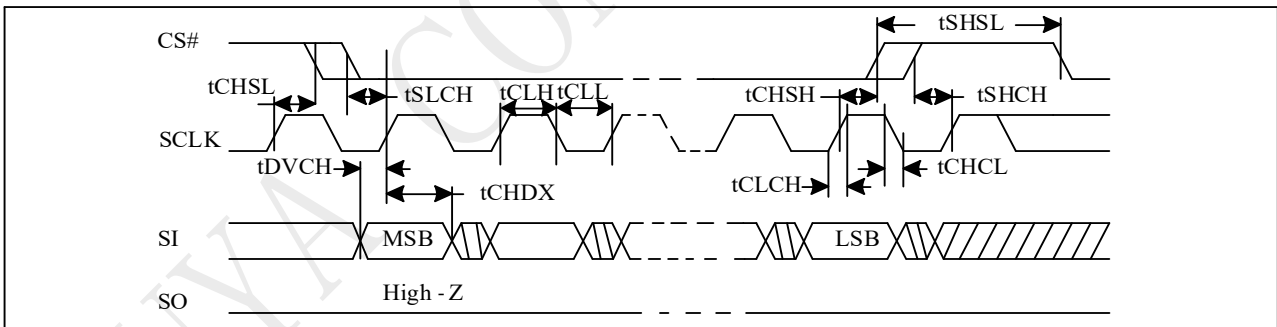 tSHSL
CS#
tCHSL
tSLCH
tCLH
tCLL
tCHSH
tSHCH
SCLK
tDVCH
tCHDX
tCLCH
tCHCL
SI
MSB
LSB
SO
High - Z